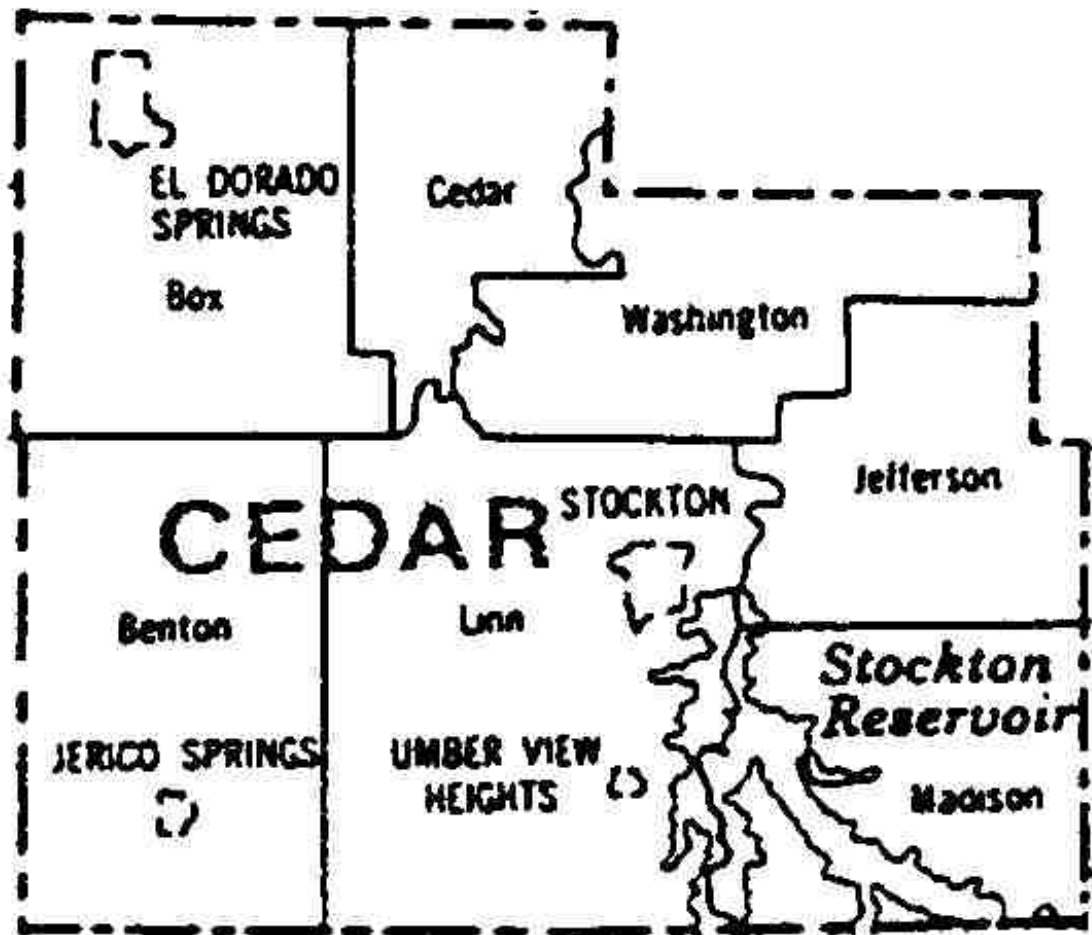 EL DORADO
SPRINGS
Cedar
Box
Washington
Jefferson
STOCKTON
CEDAR
Benton
Linn
Stockton
Reservoir
JERICO SPRINGS
UMBER VIEW
HEIGHTS
Madison